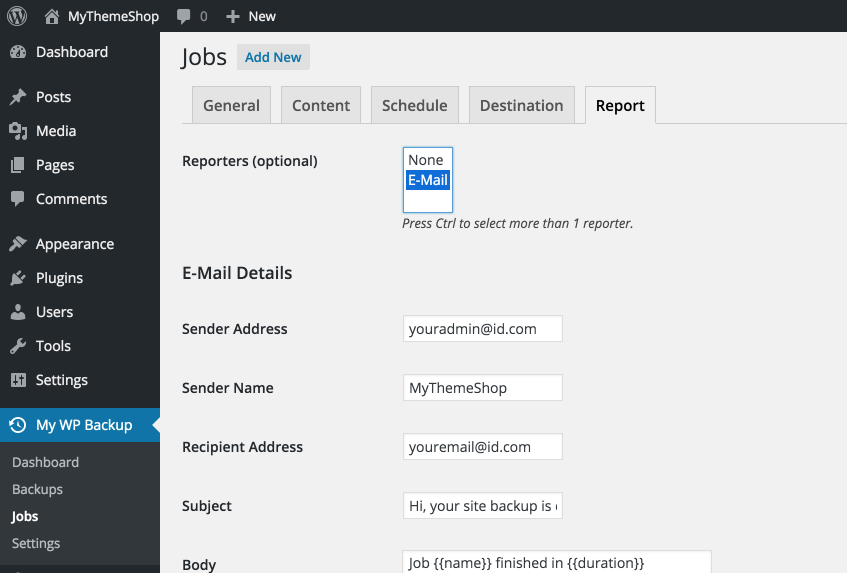 MyThemeShop 0 New
Dashboard
Posts
Media
Pages
Comments
Appearance
Plugins
Users
Tools
Settings
My WP Backup
Dashboard
Backups
Jobs
Settings
Jobs Add New
General Content Schedule Destination Report
Reporters (optional)
None
E-Mail
Press Ctrl to select more than 1 reporter.
E-Mail Details
Sender Address youradmin@id.com
Sender Name MyThemeShop
Recipient Address youremail@id.com
Subject Hi, your site backup is
Body Job {{name}} finished in {{duration}}